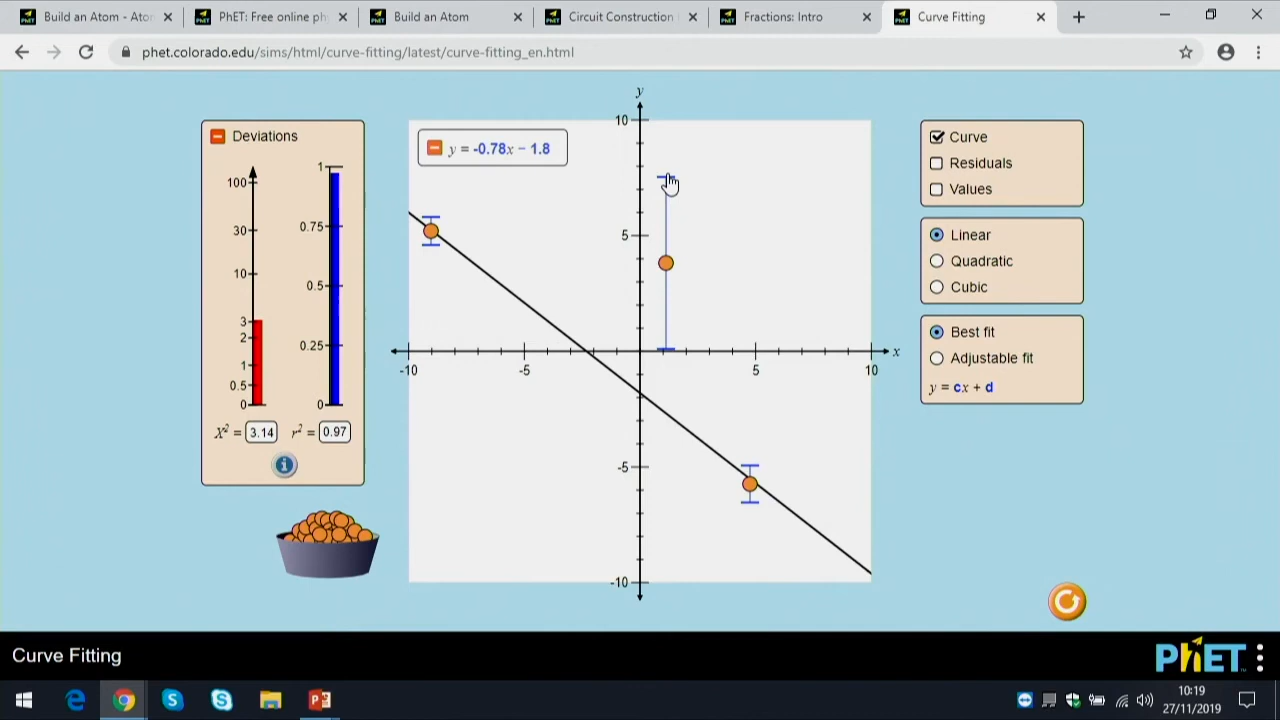 Build an Atom - Ator
PhET: Free online ph
Build an Atom
Circuit Construction
Fractions: Intro
Curve Fitting
phet.colorado.edu/sims/html/curve-fitting/latest/curve-fitting_en.html
Deviations
100
30
10
3
2
1
0.5
0
1
0.75
0.5
0.25
0
X² = 3.14
r² = 0.97
y = -0.78x − 1.8
y
10
5
-5
-10
-10
-5
5
10
x
Curve
Residuals
Values
Linear
Quadratic
Cubic
Best fit
Adjustable fit
y = cx + d
Curve Fitting
PhET
10:19
27/11/2019